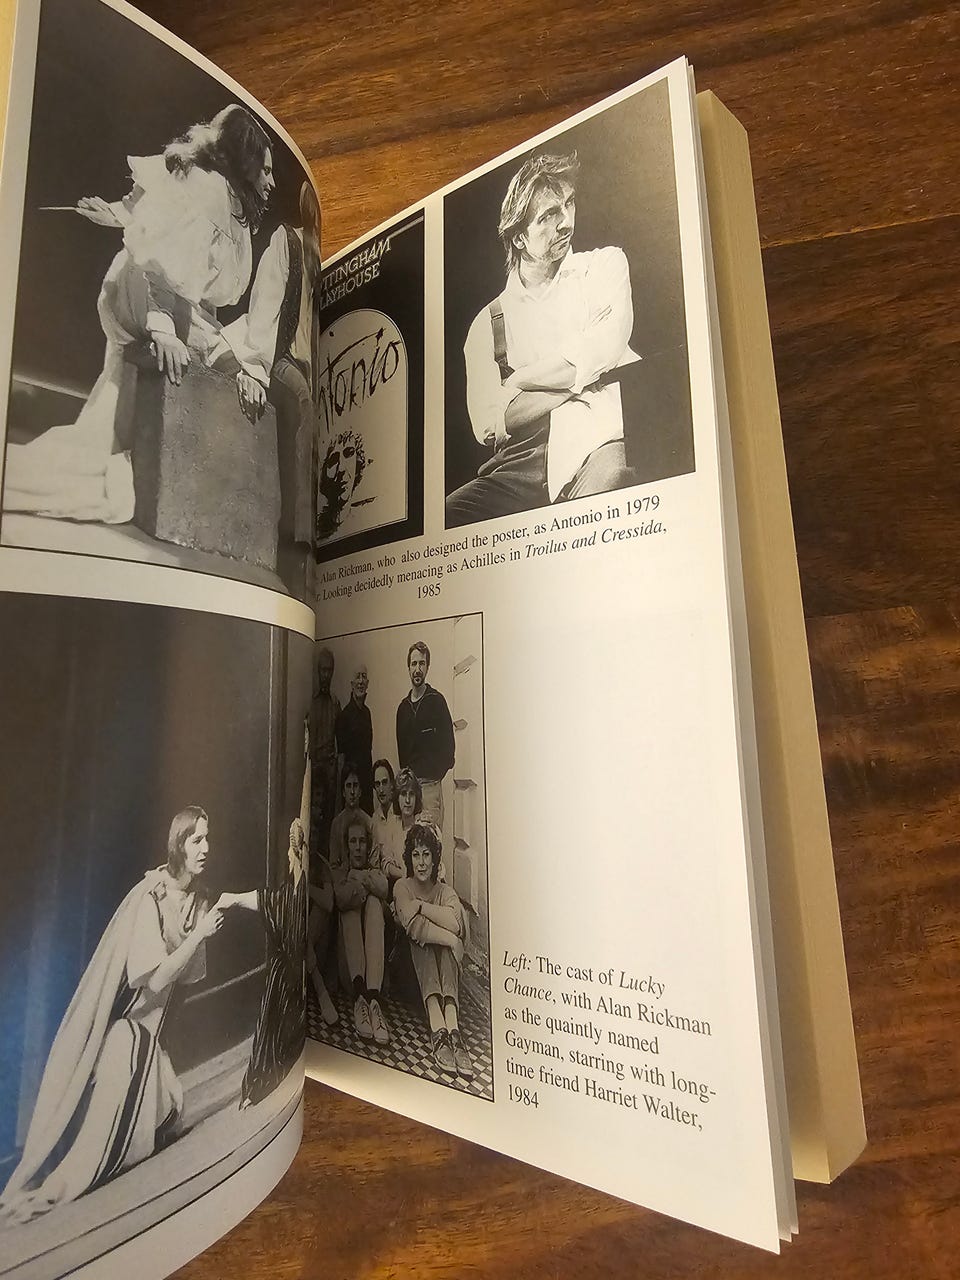 TTINGHAM
LAYHOUSE
ntonio
Alan Rickman, who also designed the poster, as Antonio in 1979
r: Looking decidedly menacing as Achilles in Troilus and Cressida,
1985
Left: The cast of Lucky
Chance, with Alan Rickman
as the quaintly named
Gayman, starring with long-
time friend Harriet Walter,
1984